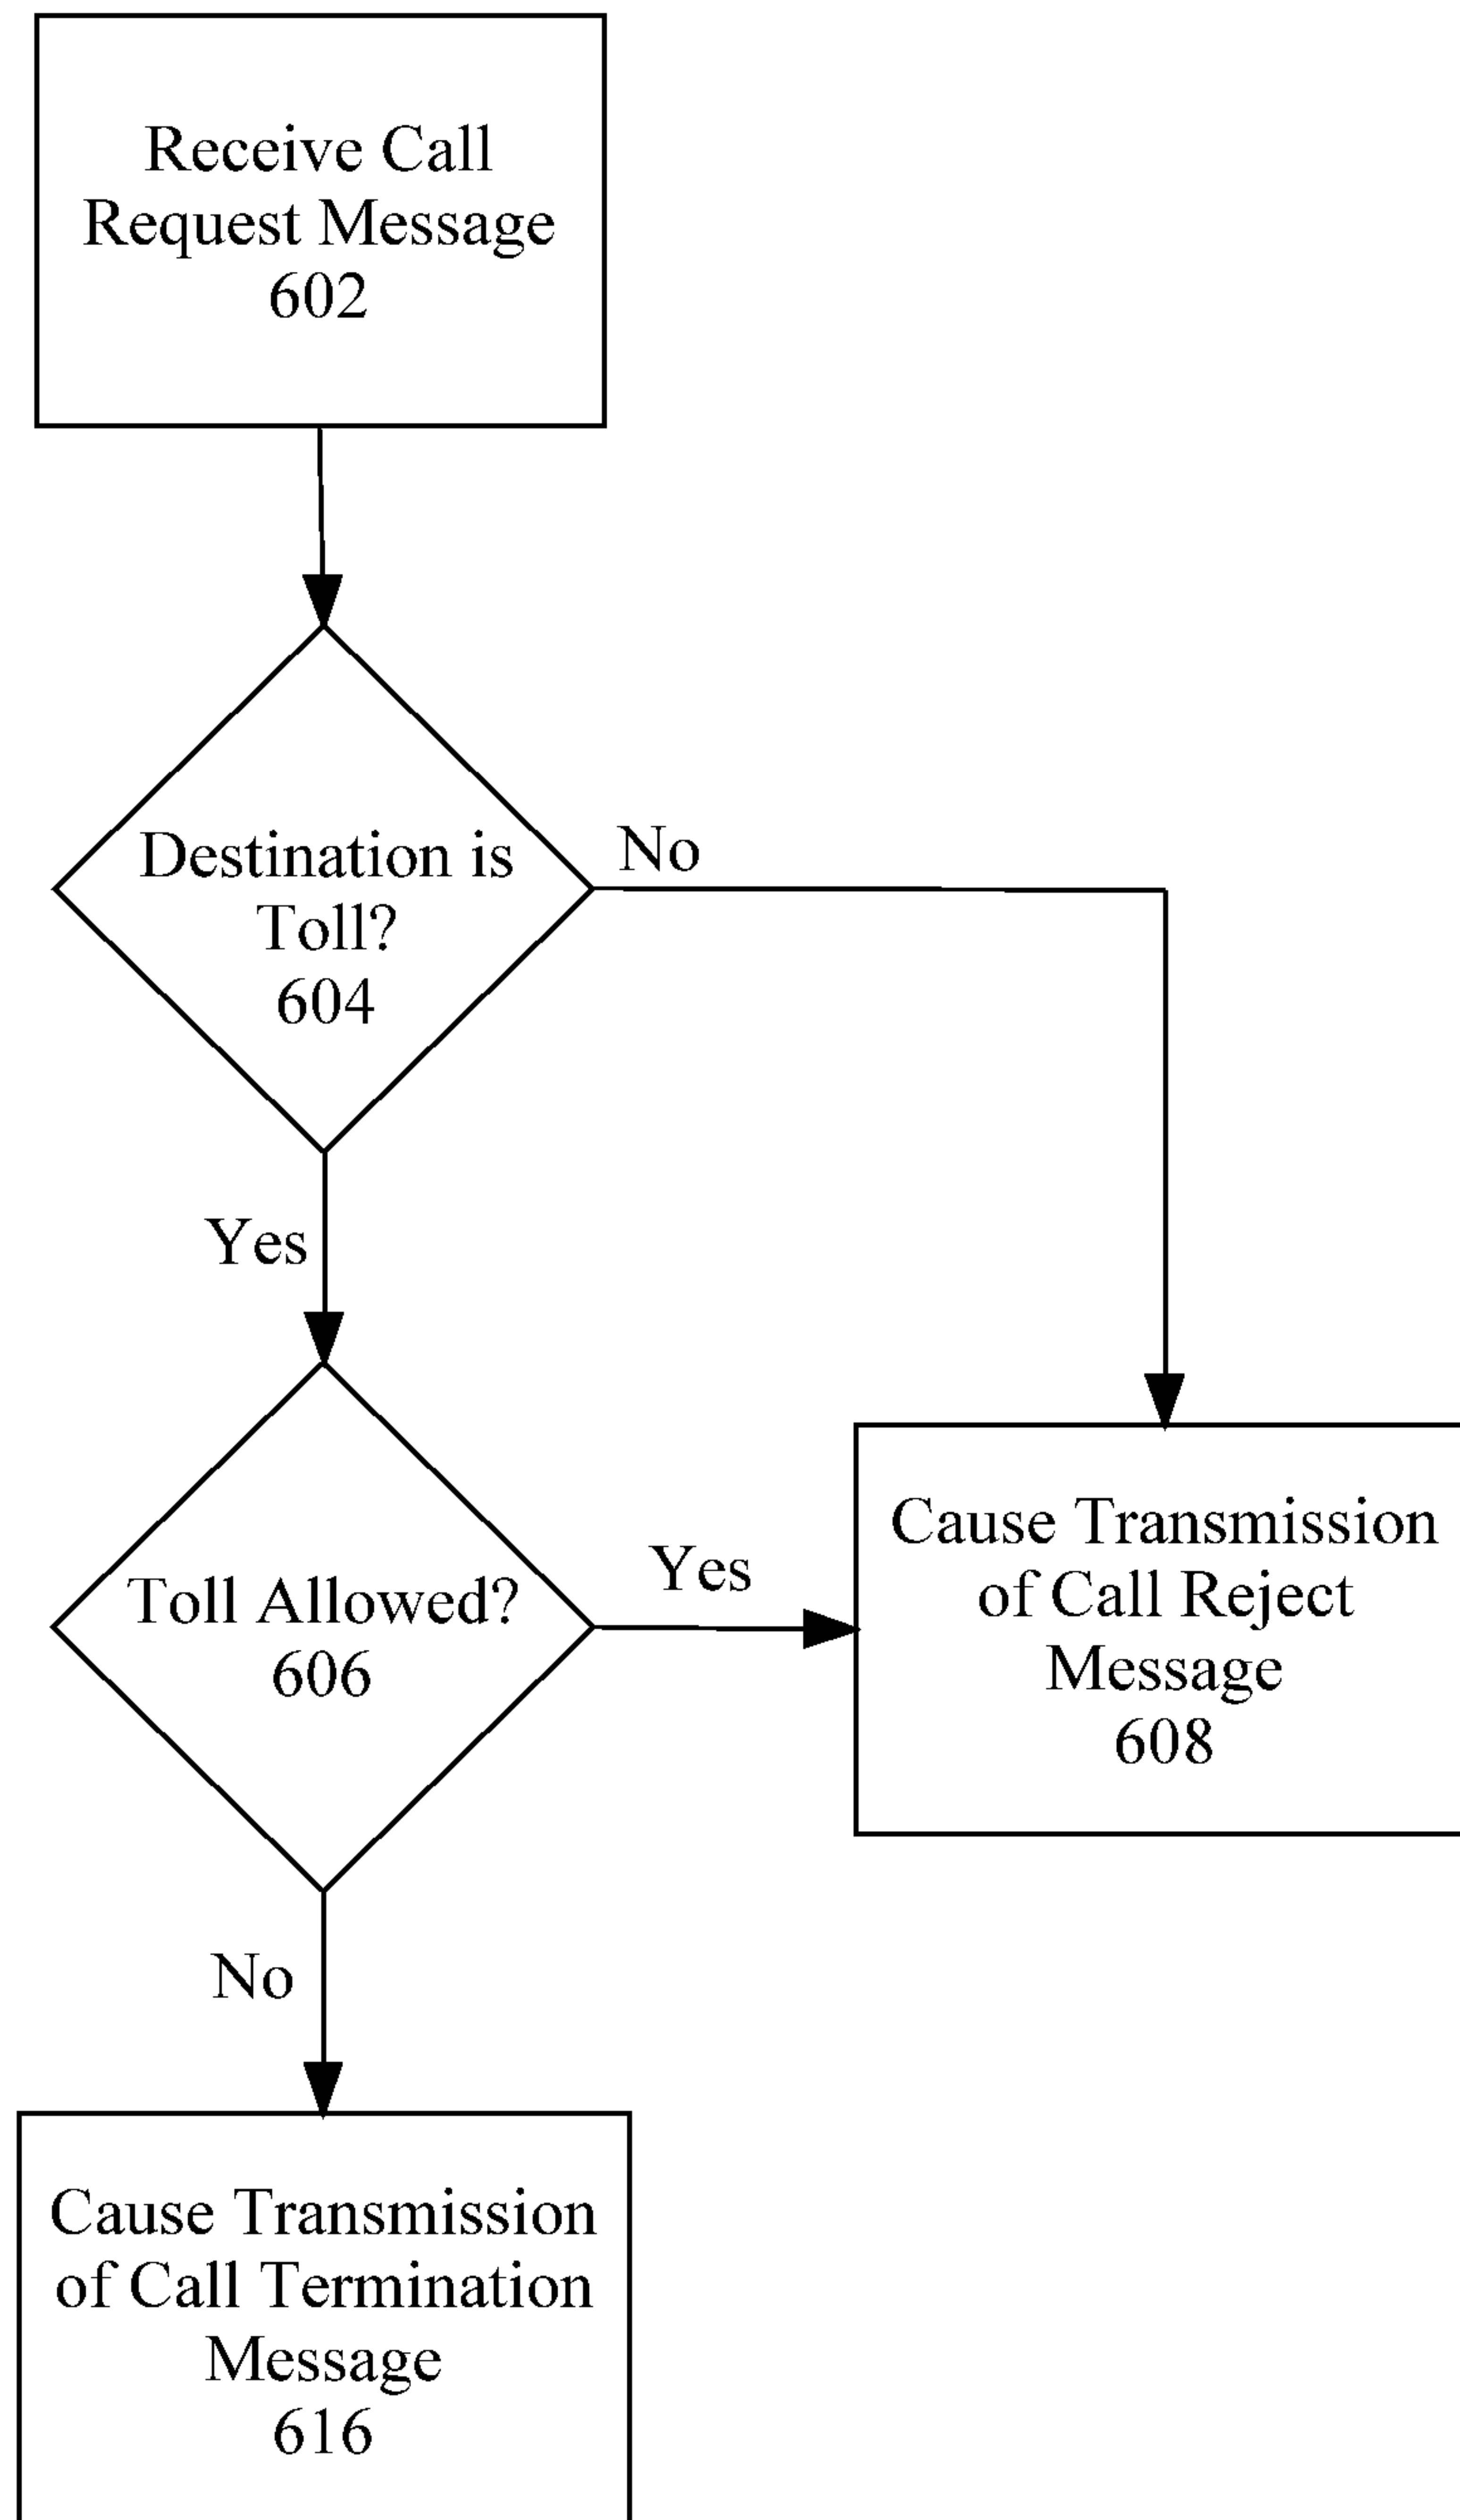 Receive Call
Request Message
602
Destination is
Toll?
604
No
Yes
Toll Allowed?
606
Yes
Cause Transmission
of Call Reject
Message
608
No
Cause Transmission
of Call Termination
Message
616